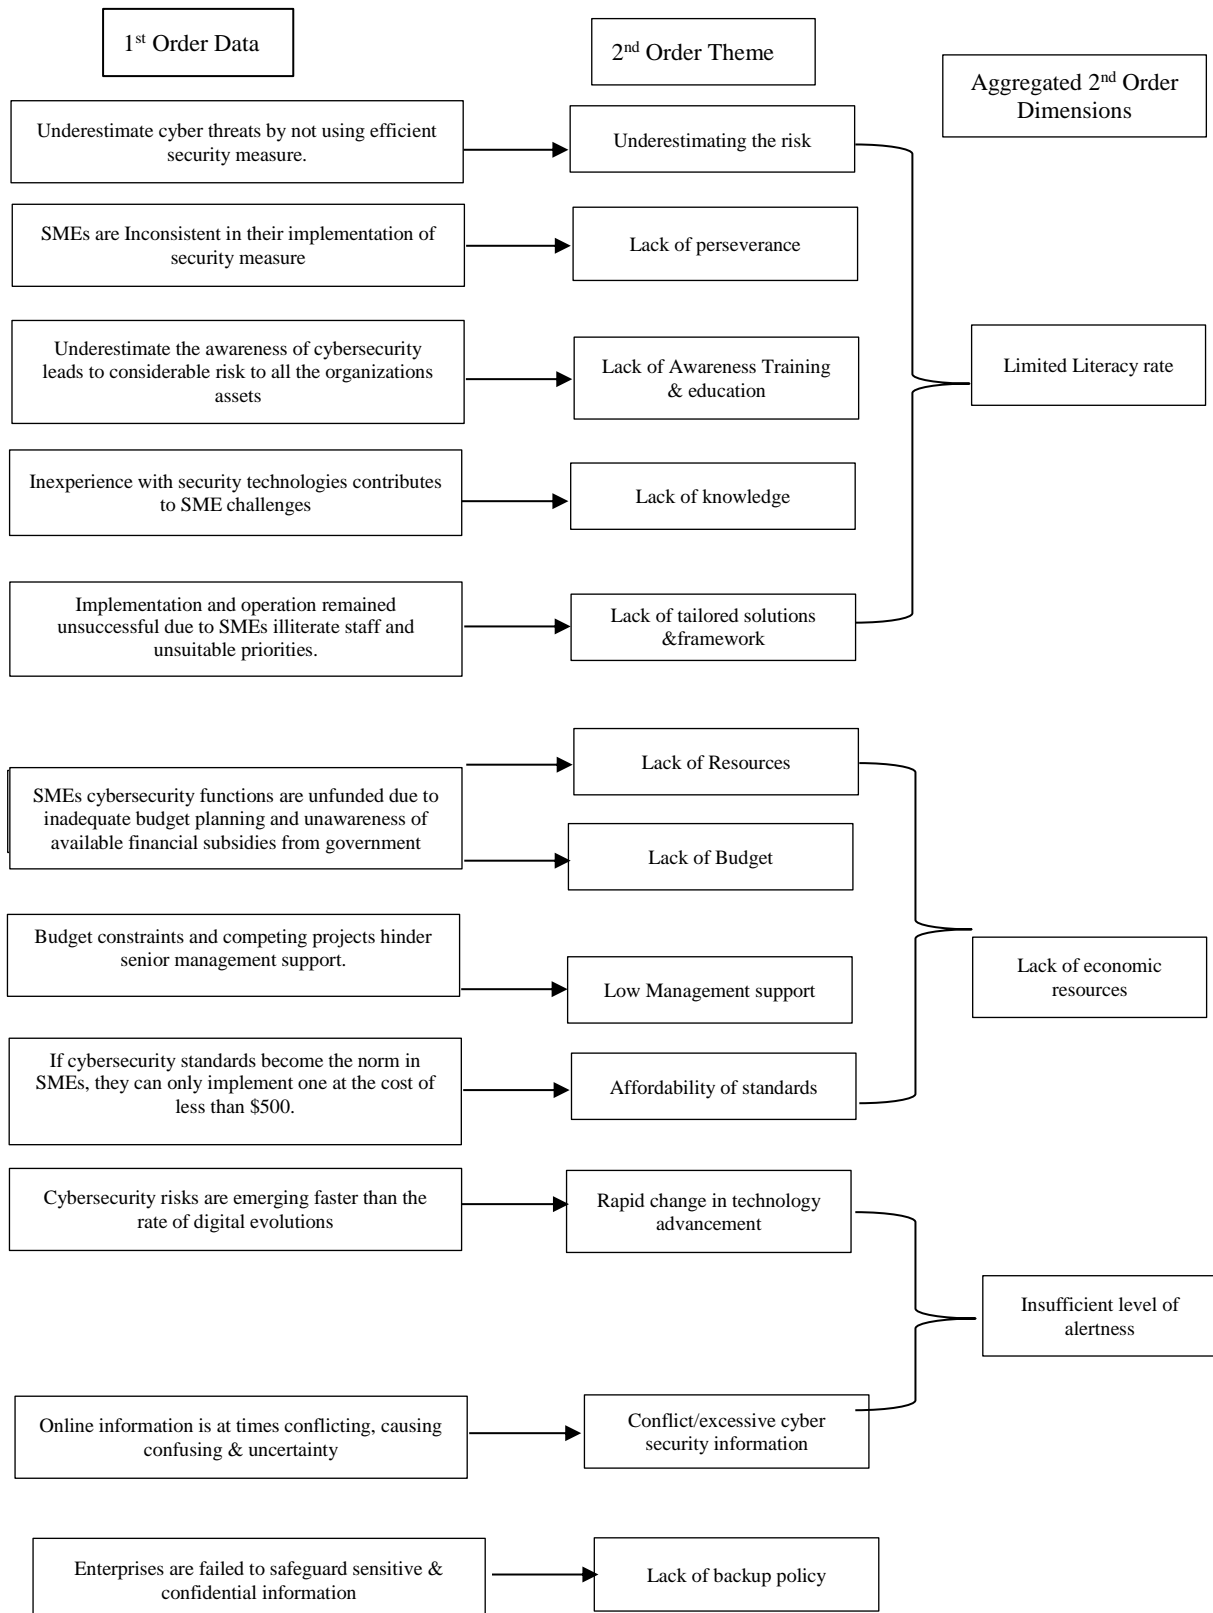 1st Order Data
2nd Order Theme
Aggregated 2nd Order
Dimensions
Underestimate cyber threats by not using efficient
security measure.
Underestimating the risk
SMEs are Inconsistent in their implementation of
security measure
Lack of perseverance
Underestimate the awareness of cybersecurity
leads to considerable risk to all the organizations
assets
Lack of Awareness Training
& education
Limited Literacy rate
Inexperience with security technologies contributes
to SME challenges
Lack of knowledge
Implementation and operation remained
unsuccessful due to SMEs illiterate staff and
unsuitable priorities.
Lack of tailored solutions
&framework
SMEs cybersecurity functions are unfunded due to
inadequate budget planning and unawareness of
available financial subsidies from government
Lack of Resources
Lack of Budget
Budget constraints and competing projects hinder
senior management support.
Low Management support
Lack of economic
resources
If cybersecurity standards become the norm in
SMEs, they can only implement one at the cost of
less than $500.
Affordability of standards
Cybersecurity risks are emerging faster than the
rate of digital evolutions
Rapid change in technology
advancement
Insufficient level of
alertness
Online information is at times conflicting, causing
confusing & uncertainty
Conflict/excessive cyber
security information
Enterprises are failed to safeguard sensitive &
confidential information
Lack of backup policy